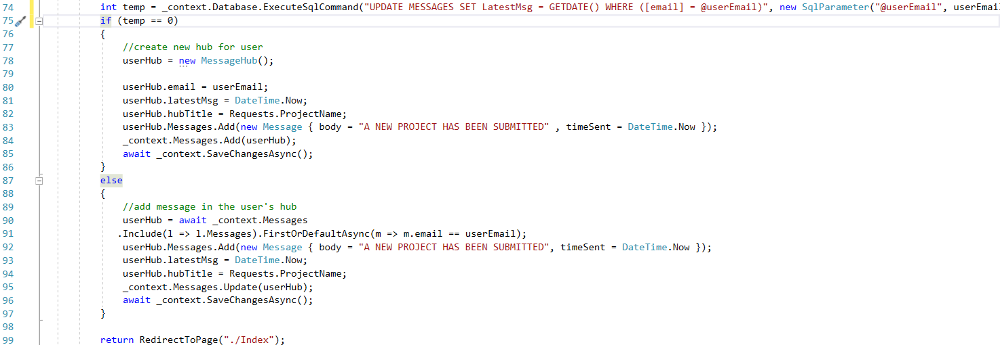 74 int temp = _context.Database.ExecuteSqlCommand("UPDATE MESSAGES SET LatestMsg = GETDATE() WHERE ([email] = @userEmail)", new SqlParameter("@userEmail", userEmai
75 if (temp == 0)
76 {
77 //create new hub for user
78 userHub = new MessageHub();
79
80 userHub.email = userEmail;
81 userHub.latestMsg = DateTime.Now;
82 userHub.hubTitle = Requests.ProjectName;
83 userHub.Messages.Add(new Message { body = "A NEW PROJECT HAS BEEN SUBMITTED" , timeSent = DateTime.Now });
84 _context.Messages.Add(userHub);
85 await _context.SaveChangesAsync();
86 }
87 else
88 {
89 //add message in the user's hub
90 userHub = await _context.Messages
91 .Include(l => l.Messages).FirstOrDefaultAsync(m => m.email == userEmail);
92 userHub.Messages.Add(new Message { body = "A NEW PROJECT HAS BEEN SUBMITTED", timeSent = DateTime.Now });
93 userHub.latestMsg = DateTime.Now;
94 userHub.hubTitle = Requests.ProjectName;
95 _context.Messages.Update(userHub);
96 await _context.SaveChangesAsync();
97 }
98
99 return RedirectToPage("./Index");